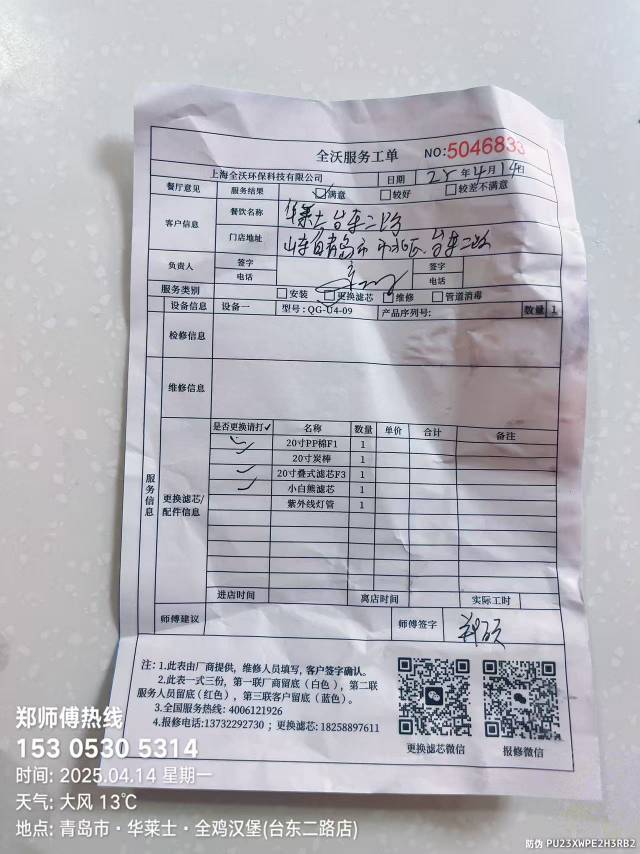 全沃服务工单 NO:5046833
上海全沃环保科技有限公司 日期 25年4月14日
餐厅意见 服务结果 满意 较好 较差不满意
客户信息 餐饮名称 华莱士台东二路
门店地址 山东省青岛市市北区台东二路
负责人 签字 签字
电话 电话
服务类别 安装 更换滤芯 维修 管道消毒
设备信息 设备一 型号:QG-U4-09 产品序列号: 数量 1
检修信息
维修信息
服务信息
更换滤芯/配件信息
是否更换请打✓ 名称 数量 单价 合计 备注
✓ 20寸PP棉F1 1
20寸炭棒 1
✓ 20寸叠式滤芯F3 1
✓ 小白熊滤芯 1
紫外线灯管 1
进店时间 离店时间 实际工时
师傅建议 师傅签字 郑硕
注:1.此表由厂商提供,维修人员填写,客户签字确认。
2.此表一式三份,第一联厂商留底(白色),第二联
服务人员留底(红色),第三联客户留底(蓝色)。
3.全国服务热线:4006121926
4.报修电话:13732292730;更换滤芯:18258897611
更换滤芯微信 报修微信
郑师傅热线
153 0530 5314
时间: 2025.04.14 星期一
天气: 大风 13℃
地点: 青岛市·华莱士·全鸡汉堡(台东二路店)
防伪 PU23XWPE2H3RB2